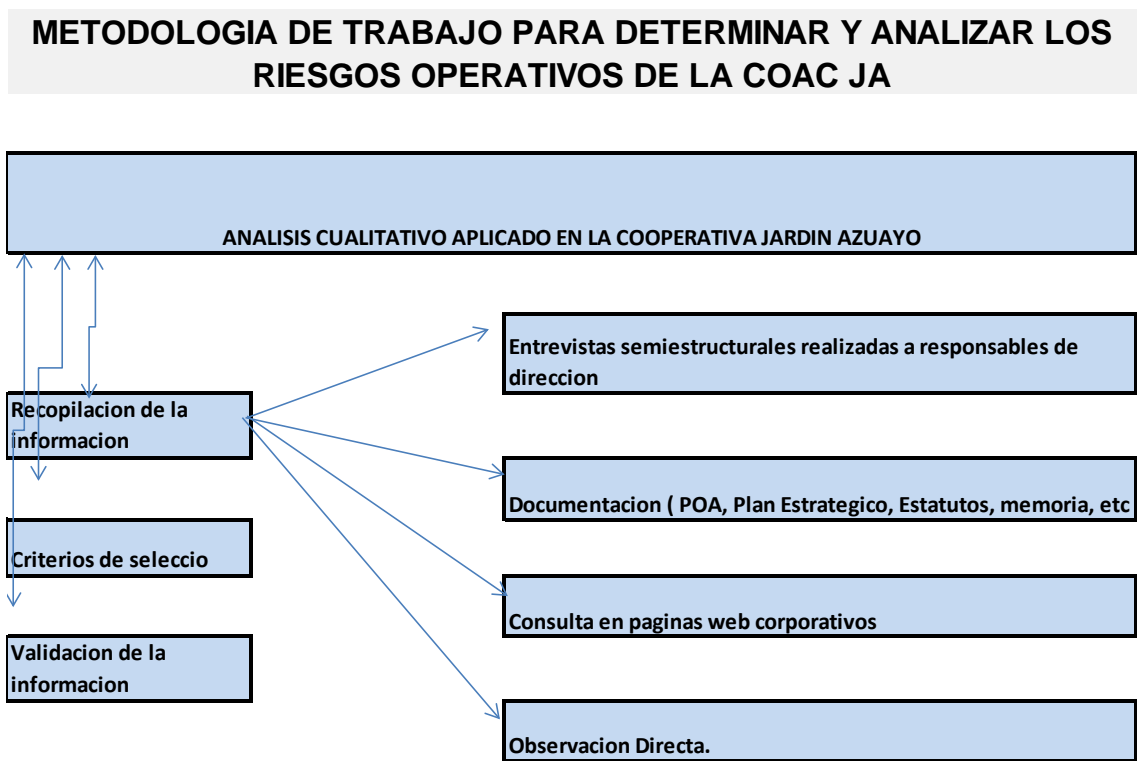 METODOLOGIA DE TRABAJO PARA DETERMINAR Y ANALIZAR LOS
RIESGOS OPERATIVOS DE LA COAC JA
ANALISIS CUALITATIVO APLICADO EN LA COOPERATIVA JARDIN AZUAYO
Recopilacion de la
informacion
Criterios de seleccio
Validacion de la
informacion
Entrevistas semiestructurales realizadas a responsables de
direccion
Documentacion ( POA, Plan Estrategico, Estatutos, memoria, etc
Consulta en paginas web corporativos
Observacion Directa.